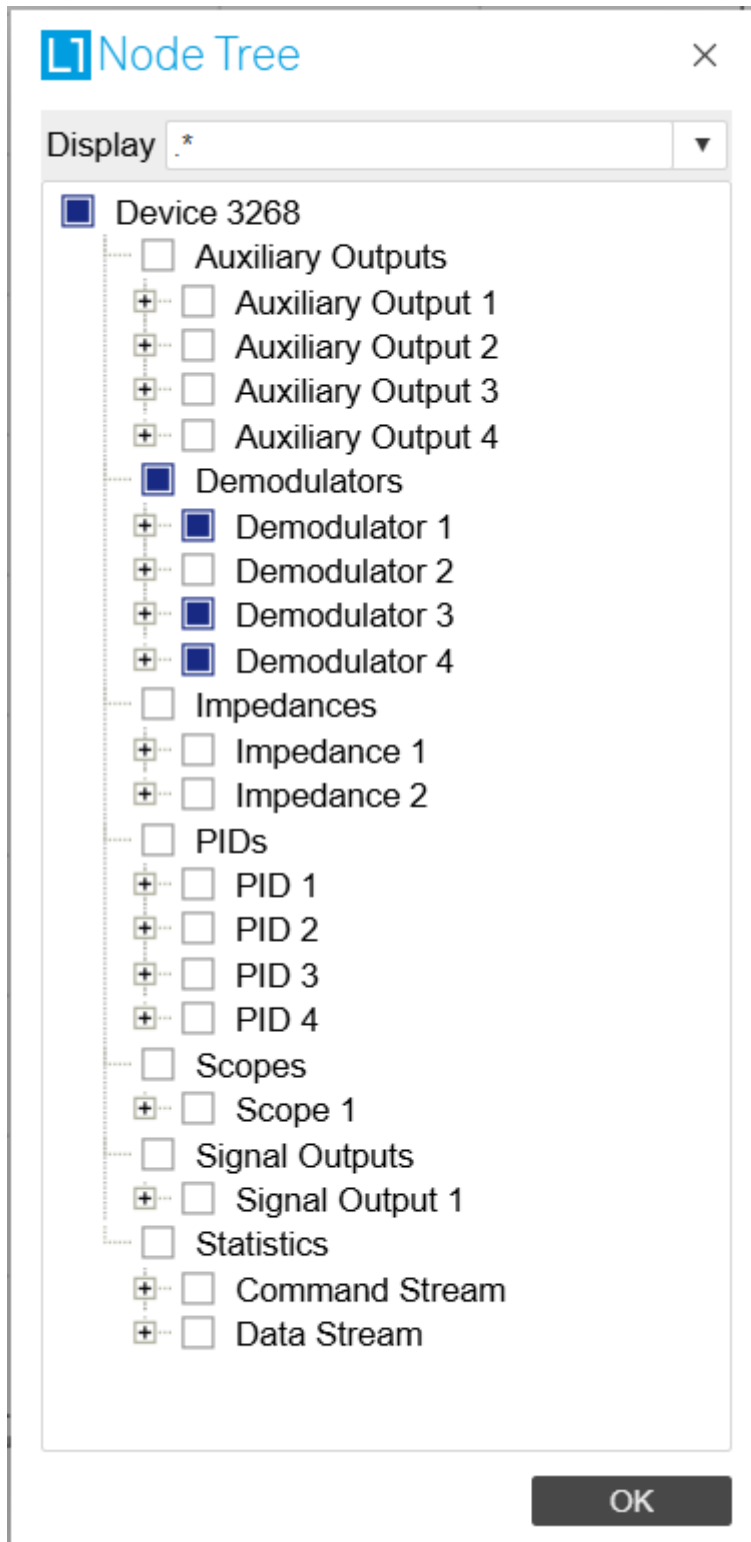 L1 Node Tree
Display .*
Device 3268
Auxiliary Outputs
Auxiliary Output 1
Auxiliary Output 2
Auxiliary Output 3
Auxiliary Output 4
Demodulators
Demodulator 1
Demodulator 2
Demodulator 3
Demodulator 4
Impedances
Impedance 1
Impedance 2
PIDs
PID 1
PID 2
PID 3
PID 4
Scopes
Scope 1
Signal Outputs
Signal Output 1
Statistics
Command Stream
Data Stream
OK